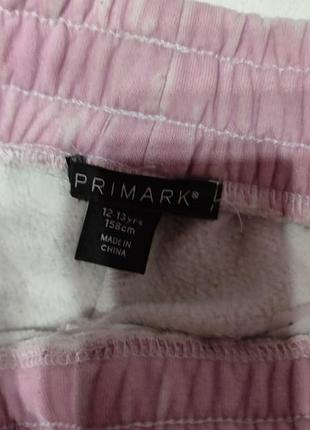 PRIMARK®
12-13yrs
158cm
MADE IN
CHINA